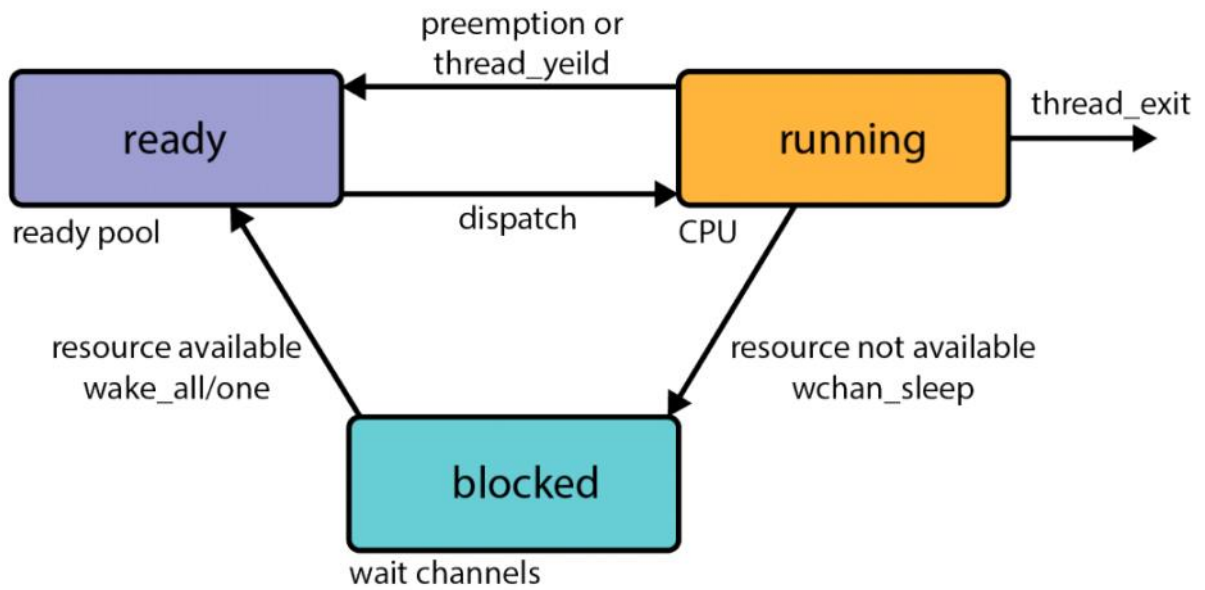 preemption or
thread_yeild
ready
running
thread_exit
ready pool
dispatch
CPU
resource available
wake_all/one
resource not available
wchan_sleep
blocked
wait channels